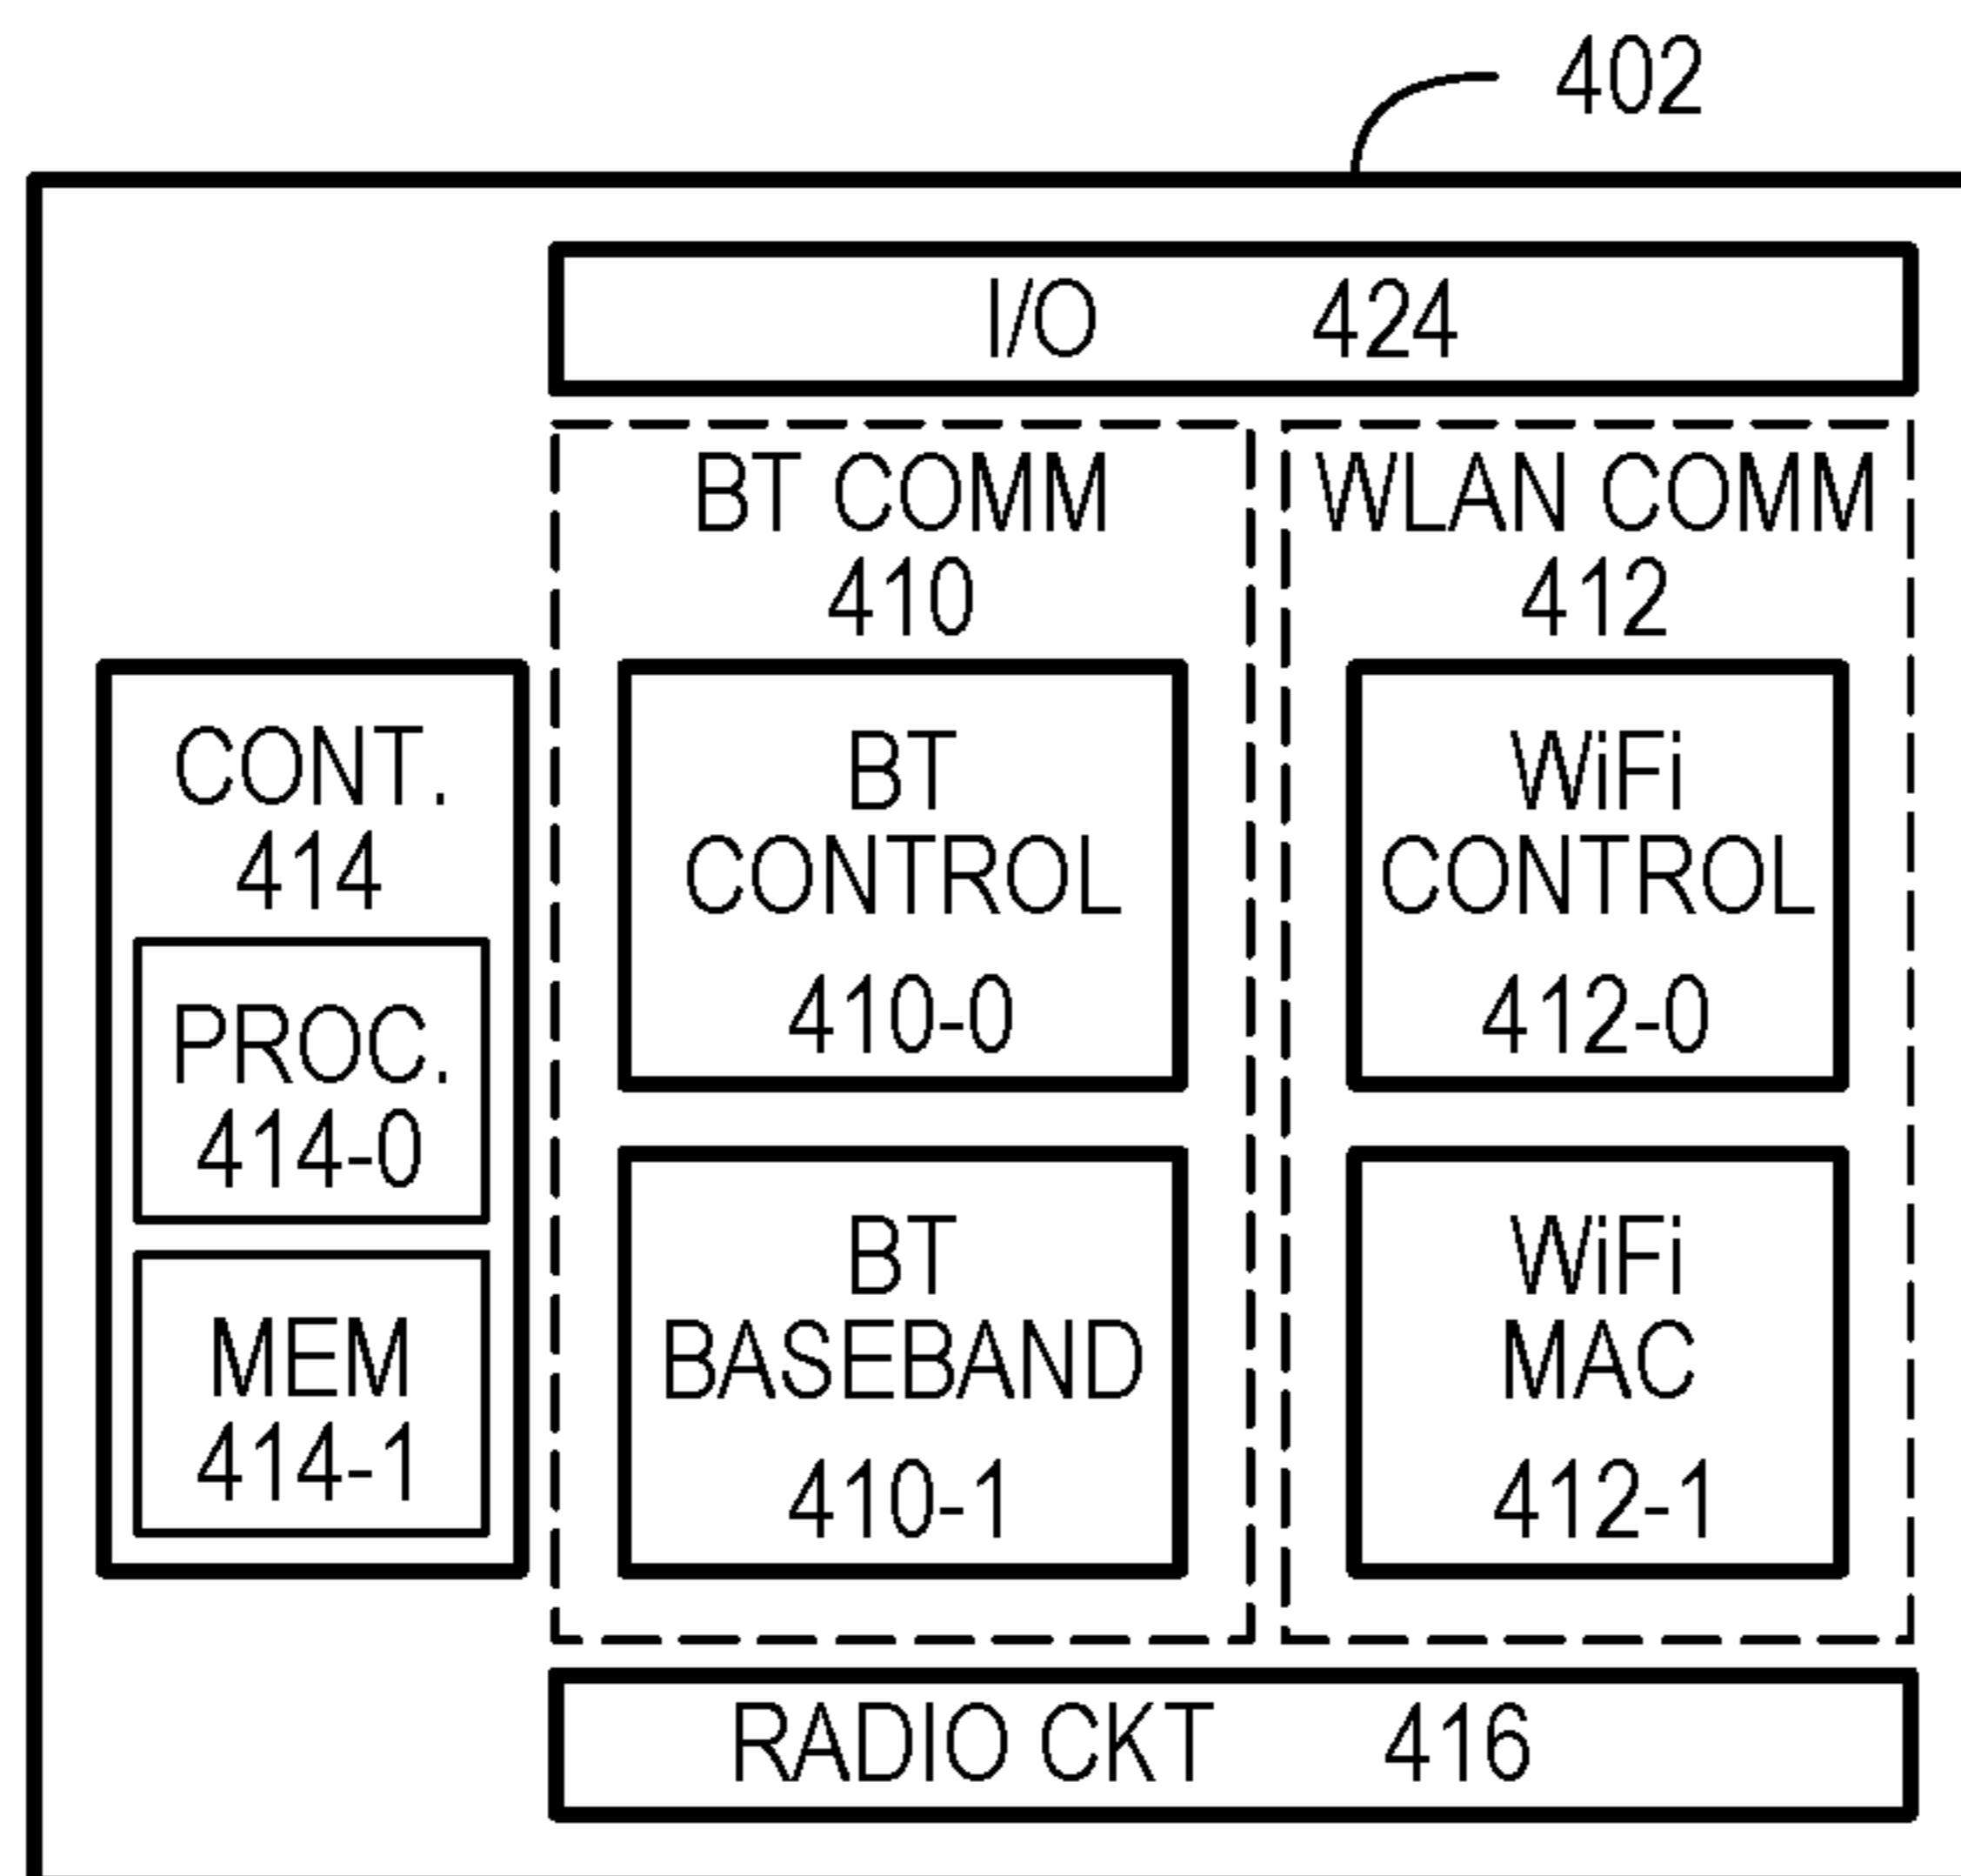 402
I/O 424
BT COMM
410
WLAN COMM
412
CONT.
414
PROC.
414-0
MEM
414-1
BT
CONTROL
410-0
WiFi
CONTROL
412-0
BT
BASEBAND
410-1
WiFi
MAC
412-1
RADIO CKT 416